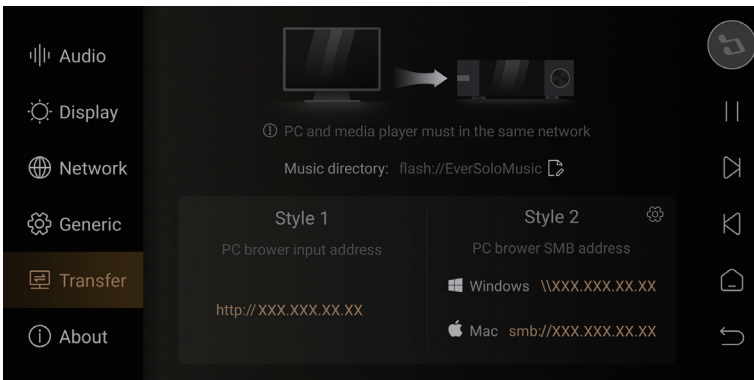 Audio
Display
Network
Generic
Transfer
About
PC and media player must in the same network
Music directory: flash://EverSoloMusic
Style 1
PC brower input address
http://XXX.XXX.XX.XX
Style 2
PC brower SMB address
Windows \\XXX.XXX.XX.XX
Mac smb://XXX.XXX.XX.XX